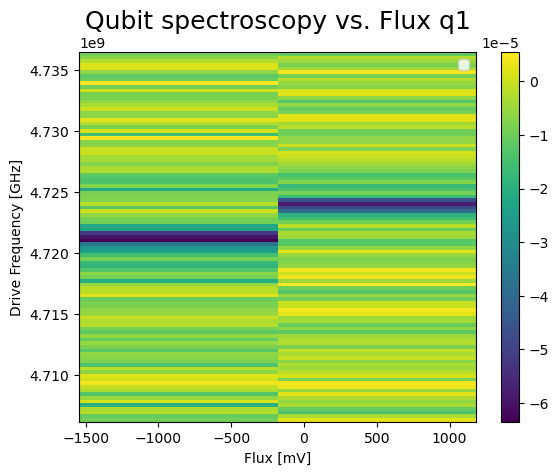 Qubit spectroscopy vs. Flux q1
1e9
1e−5
4.735
4.730
4.725
4.720
4.715
4.710
Drive Frequency [GHz]
0
−1
−2
−3
−4
−5
−6
−1500 −1000 −500 0 500 1000
Flux [mV]